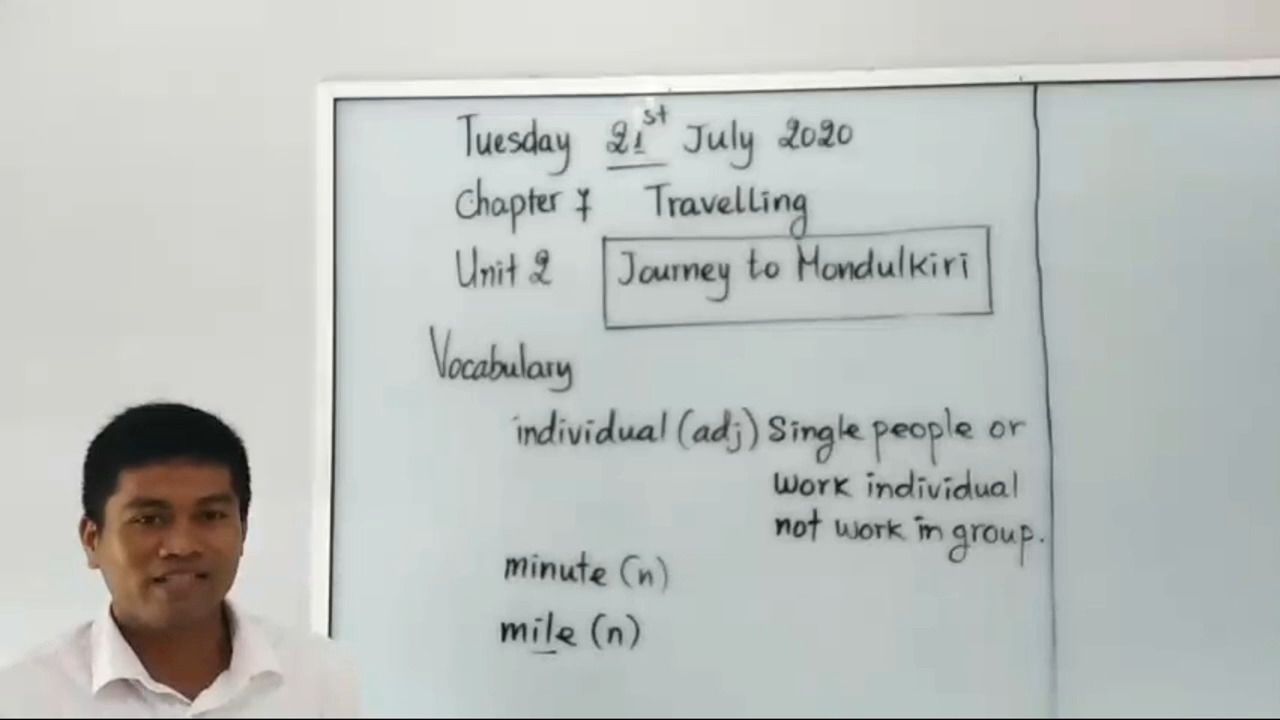 Tuesday 21st July 2020
Chapter 7 Travelling
Unit 2 Journey to Mondulkiri
Vocabulary
individual (adj) Single people or
work individual
not work in group.
minute (n)
mile (n)